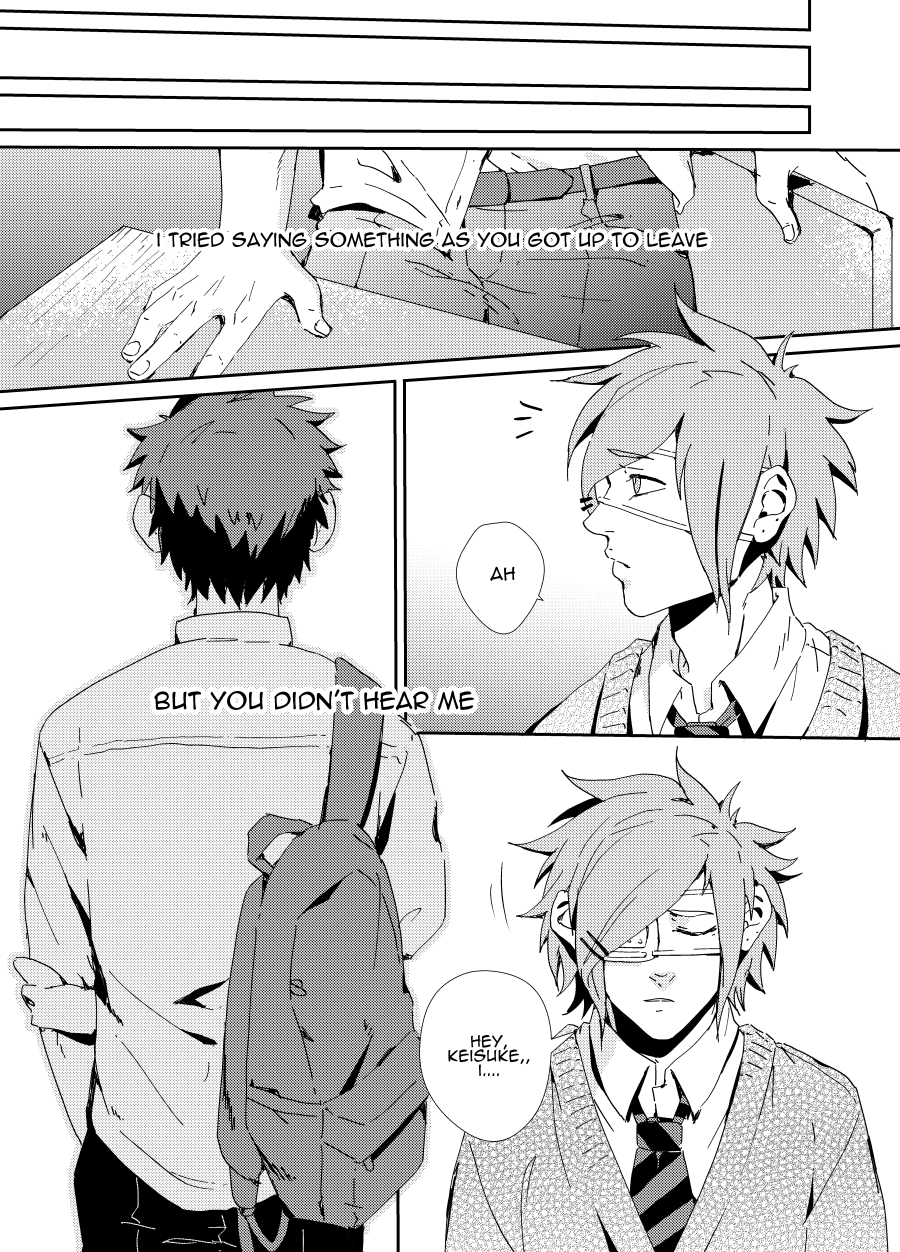 I TRIED SAYING SOMETHING AS YOU GOT UP TO LEAVE
AH
BUT YOU DIDN'T HEAR ME
HEY,
KEISUKE,,
I....